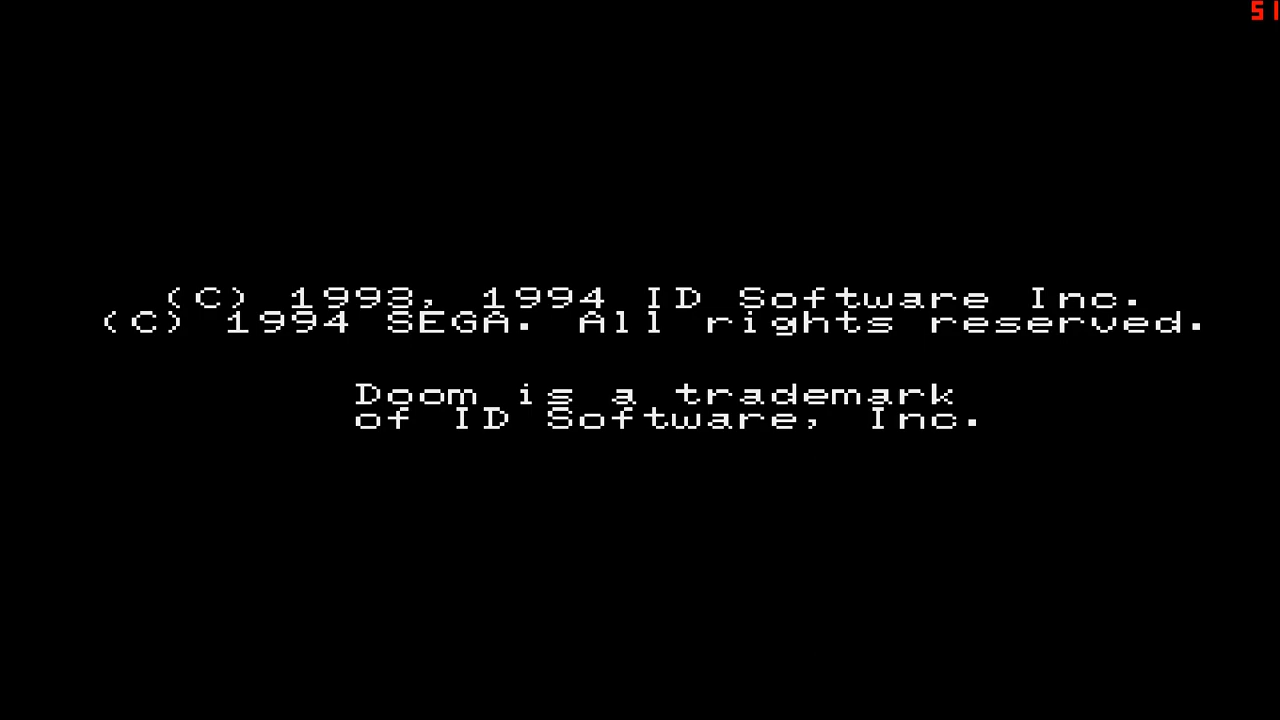 51
(C) 1993, 1994 ID Software Inc.
(c) 1994 SEGA. All rights reserved.
Doom is a trademark
of ID Software, Inc.